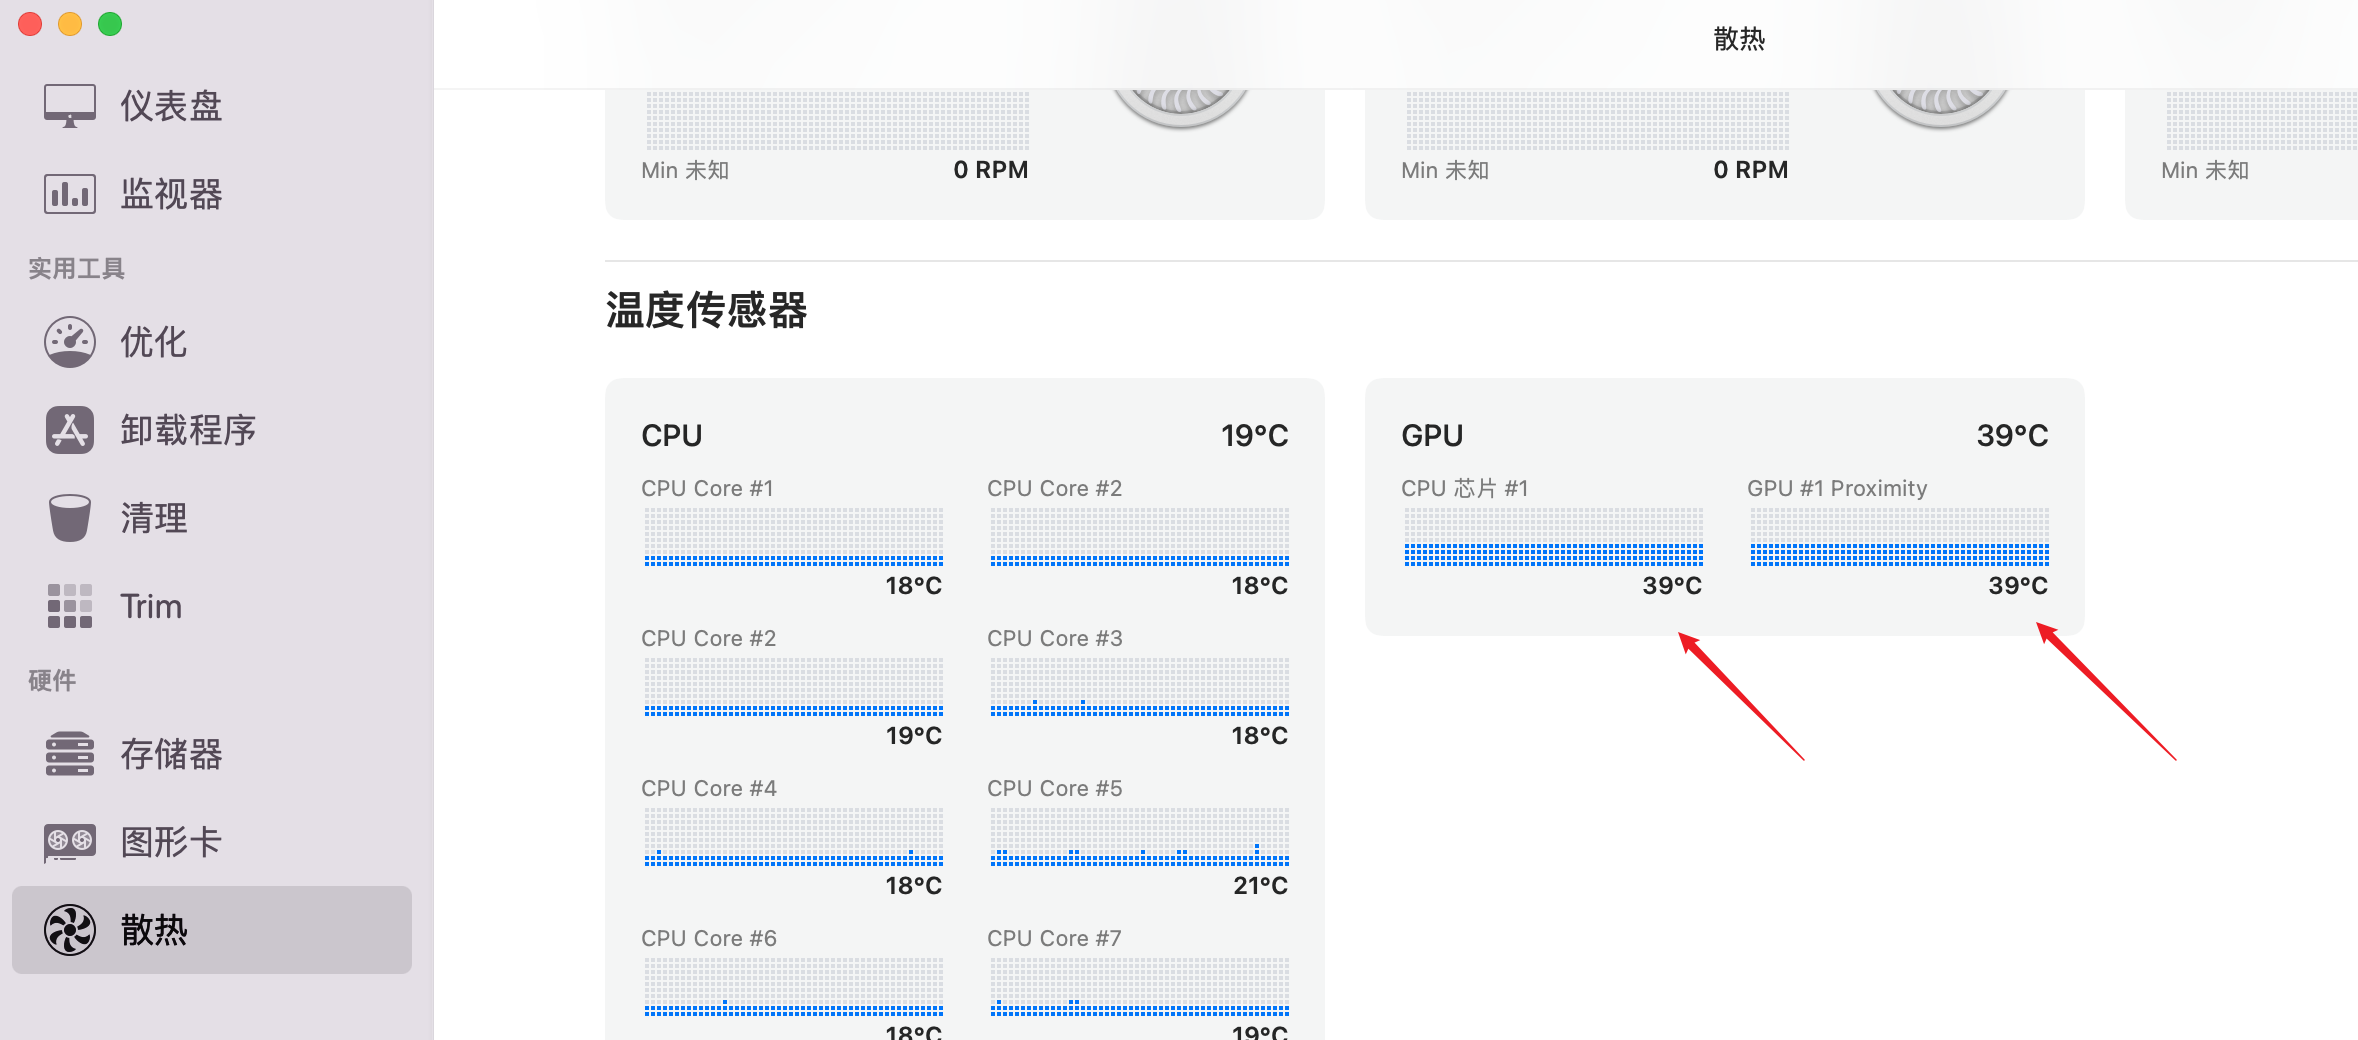 散热
仪表盘
监视器
实用工具
优化
卸载程序
清理
Trim
硬件
存储器
图形卡
散热
Min 未知
0 RPM
Min 未知
0 RPM
Min 未知
温度传感器
CPU
19°C
CPU Core #1
18°C
CPU Core #2
18°C
CPU Core #2
19°C
CPU Core #3
18°C
CPU Core #4
18°C
CPU Core #5
21°C
CPU Core #6
18°C
CPU Core #7
19°C
GPU
39°C
CPU 芯片 #1
39°C
GPU #1 Proximity
39°C